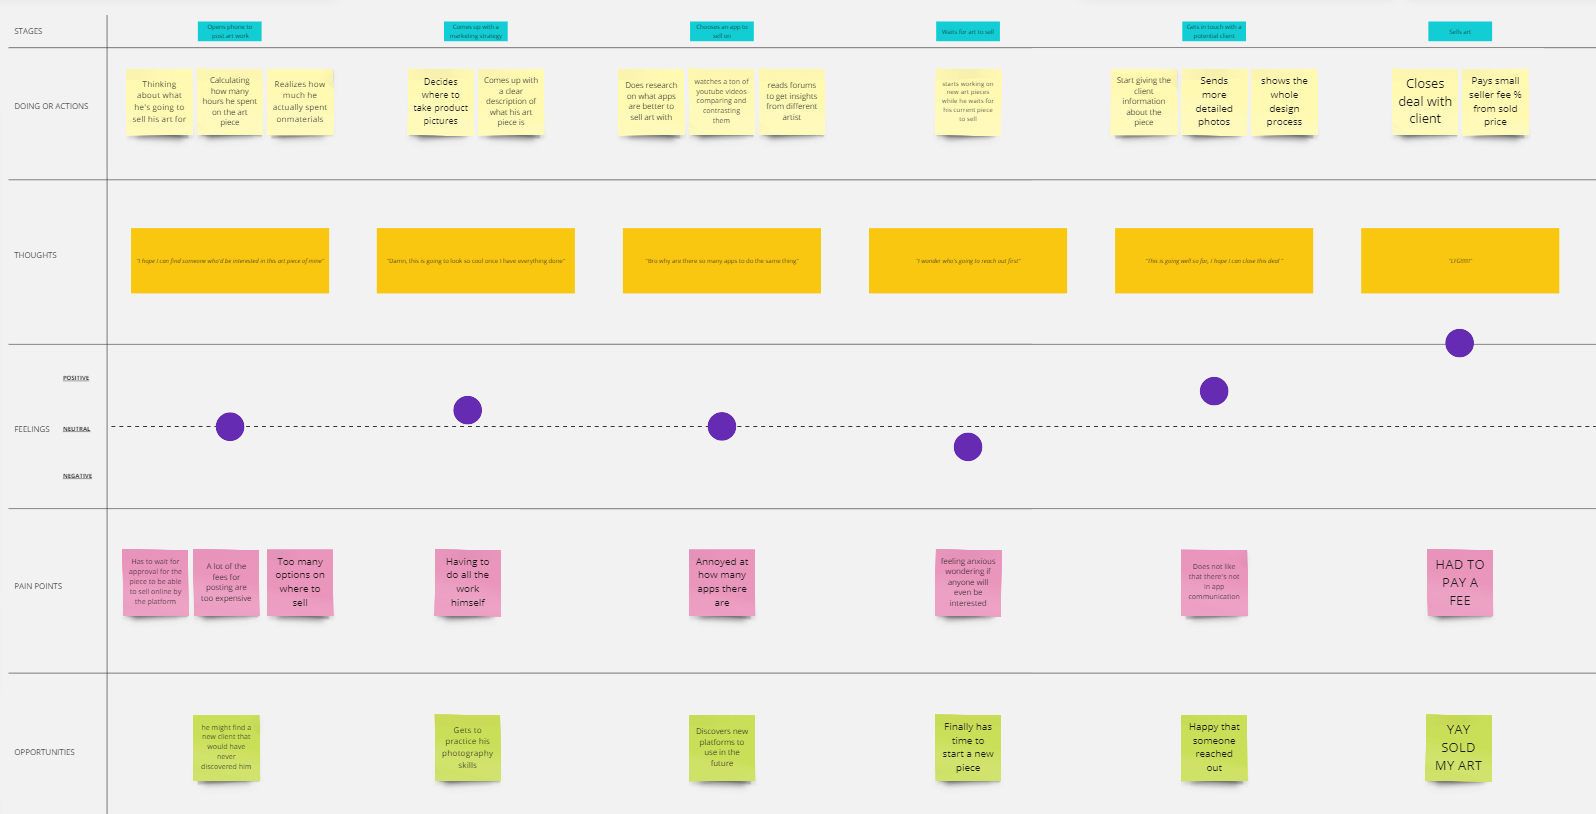 STAGES
Opens phone to
post art work
Comes up with a
marketing strategy
Chooses an app to
sell on
Waits for art to sell
Gets in touch with a
potential client
Sells art
DOING OR ACTIONS
Thinking
about what
he's going to
sell his art for
Calculating
how many
hours he spent
on the art
piece
Realizes how
much he
actually spent
onmaterials
Decides
where to
take product
pictures
Comes up with
a clear
description of
what his art
piece is
Does research
on what apps
are better to
sell art with
watches a ton of
youtube videos
comparing and
contrasting
them
reads forums
to get insights
from different
artist
starts working on
new art pieces
while he waits for
his current piece
to sell
Start giving the
client
information
about the
piece
Sends
more
detailed
photos
shows the
whole
design
process
Closes
deal with
client
Pays small
seller fee %
from sold
price
THOUGHTS
"I hope I can find someone who'd be interested in this art piece of mine"
"Damn, this is going to look so cool once I have everything done"
"Bro why are there so many apps to do the same thing"
"I wonder who's going to reach out first"
"This is going well so far, I hope I can close this deal "
FEELINGS
POSITIVE
NEUTRAL
NEGATIVE
PAIN POINTS
Has to wait for
approval for the
piece to be able
to sell online by
the platform
A lot of the
fees for
posting are
too expensive
Too many
options on
where to
sell
Having to
do all the
work
himself
Annoyed at
how many
apps there
are
feeling anxious
wondering if
anyone will
even be
interested
Does not like
that there's not
in app
communication
HAD TO
PAY A
FEE
OPPORTUNITIES
he might find a
new client that
would have
never
discovered him
Gets to
practice his
photography
skills
Discovers new
platforms to
use in the
future
Finally has
time to
start a new
piece
Happy that
someone
reached
out
YAY
SOLD
MY ART